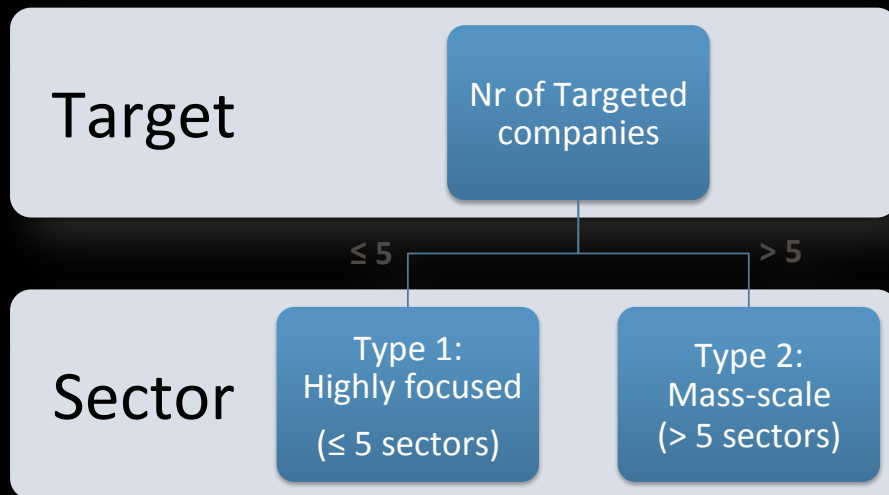 Target
Nr of Targeted
companies
≤ 5
> 5
Sector
Type 1:
Highly focused
(≤ 5 sectors)
Type 2:
Mass-scale
(> 5 sectors)